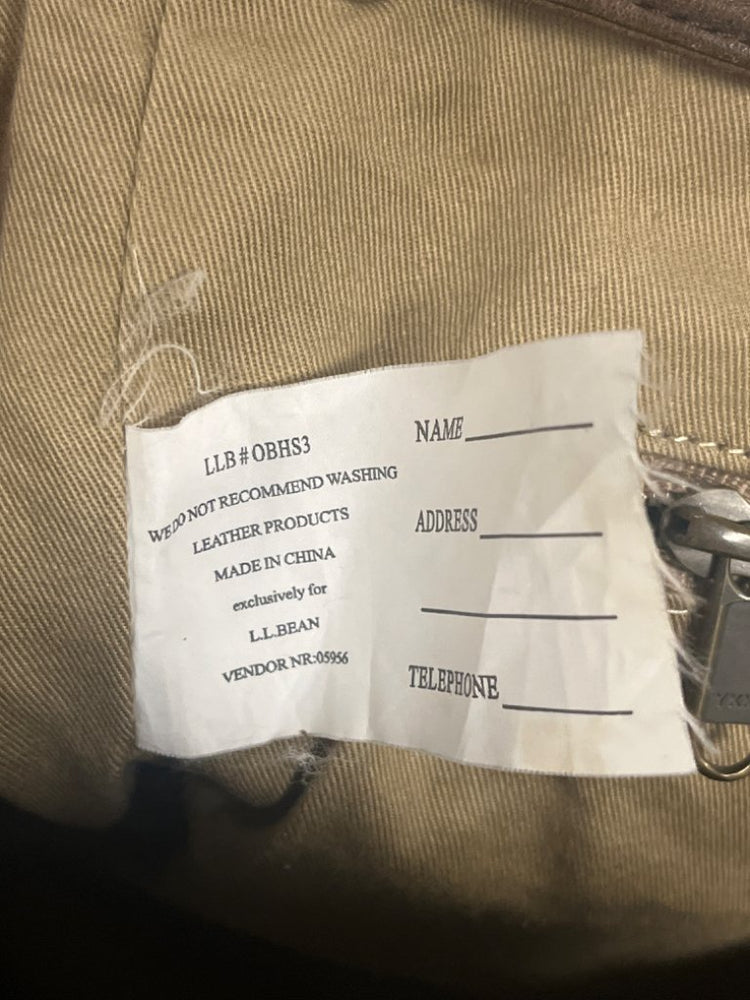 LLB#OBHS3
WE DO NOT RECOMMEND WASHING
LEATHER PRODUCTS
MADE IN CHINA
exclusively for
L.L.BEAN
VENDOR NR:05956
NAME
ADDRESS
TELEPHONE